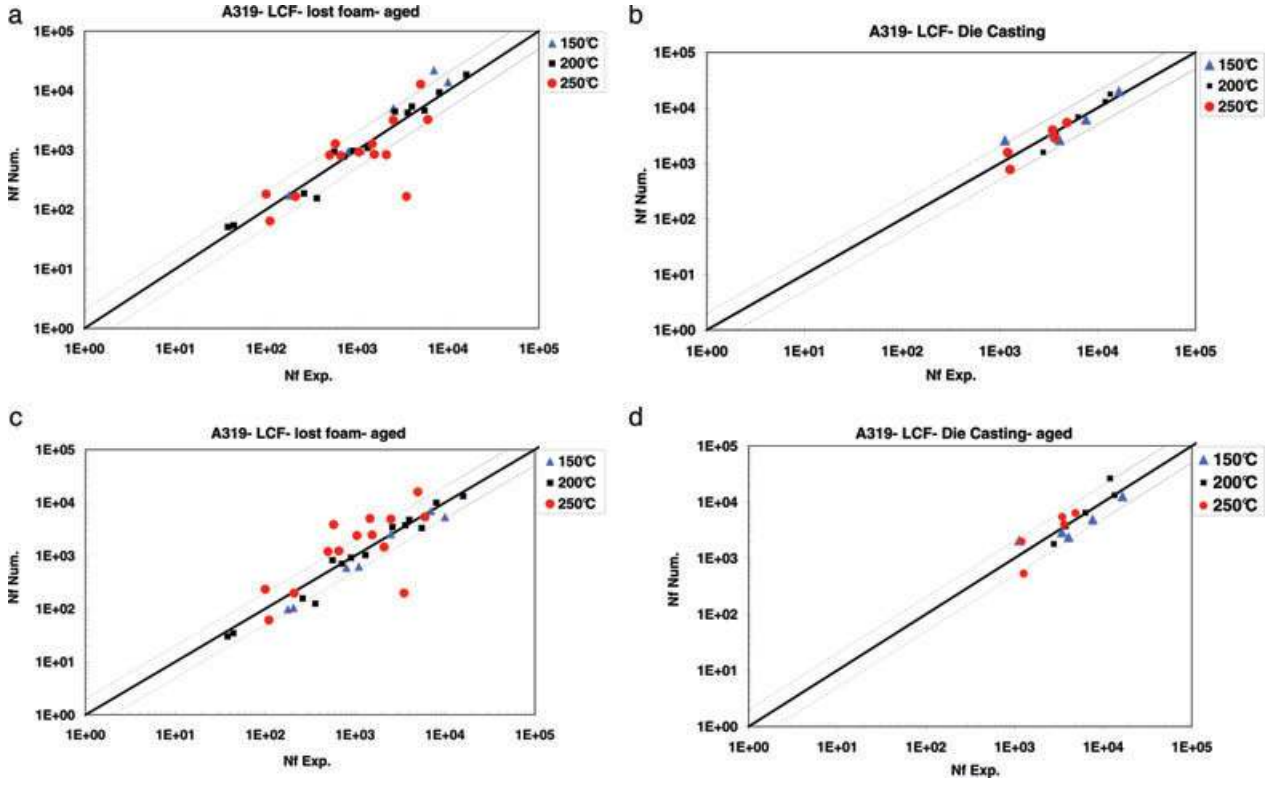 a
A319- LCF- lost foam- aged
1E+05
1E+04
1E+03
1E+02
1E+01
1E+00
1E+00 1E+01 1E+02 1E+03 1E+04 1E+05
Nf Num.
Nf Exp.
150°C
200°C
250°C
b
A319- LCF- Die Casting
1E+05
1E+04
1E+03
1E+02
1E+01
1E+00
1E+00 1E+01 1E+02 1E+03 1E+04 1E+05
Nf Num.
Nf Exp.
150°C
200°C
250°C
c
A319- LCF- lost foam- aged
1E+05
1E+04
1E+03
1E+02
1E+01
1E+00
1E+00 1E+01 1E+02 1E+03 1E+04 1E+05
Nf Num.
Nf Exp.
150°C
200°C
250°C
d
A319- LCF- Die Casting- aged
1E+05
1E+04
1E+03
1E+02
1E+01
1E+00
1E+00 1E+01 1E+02 1E+03 1E+04 1E+05
Nf Num.
Nf Exp.
150°C
200°C
250°C